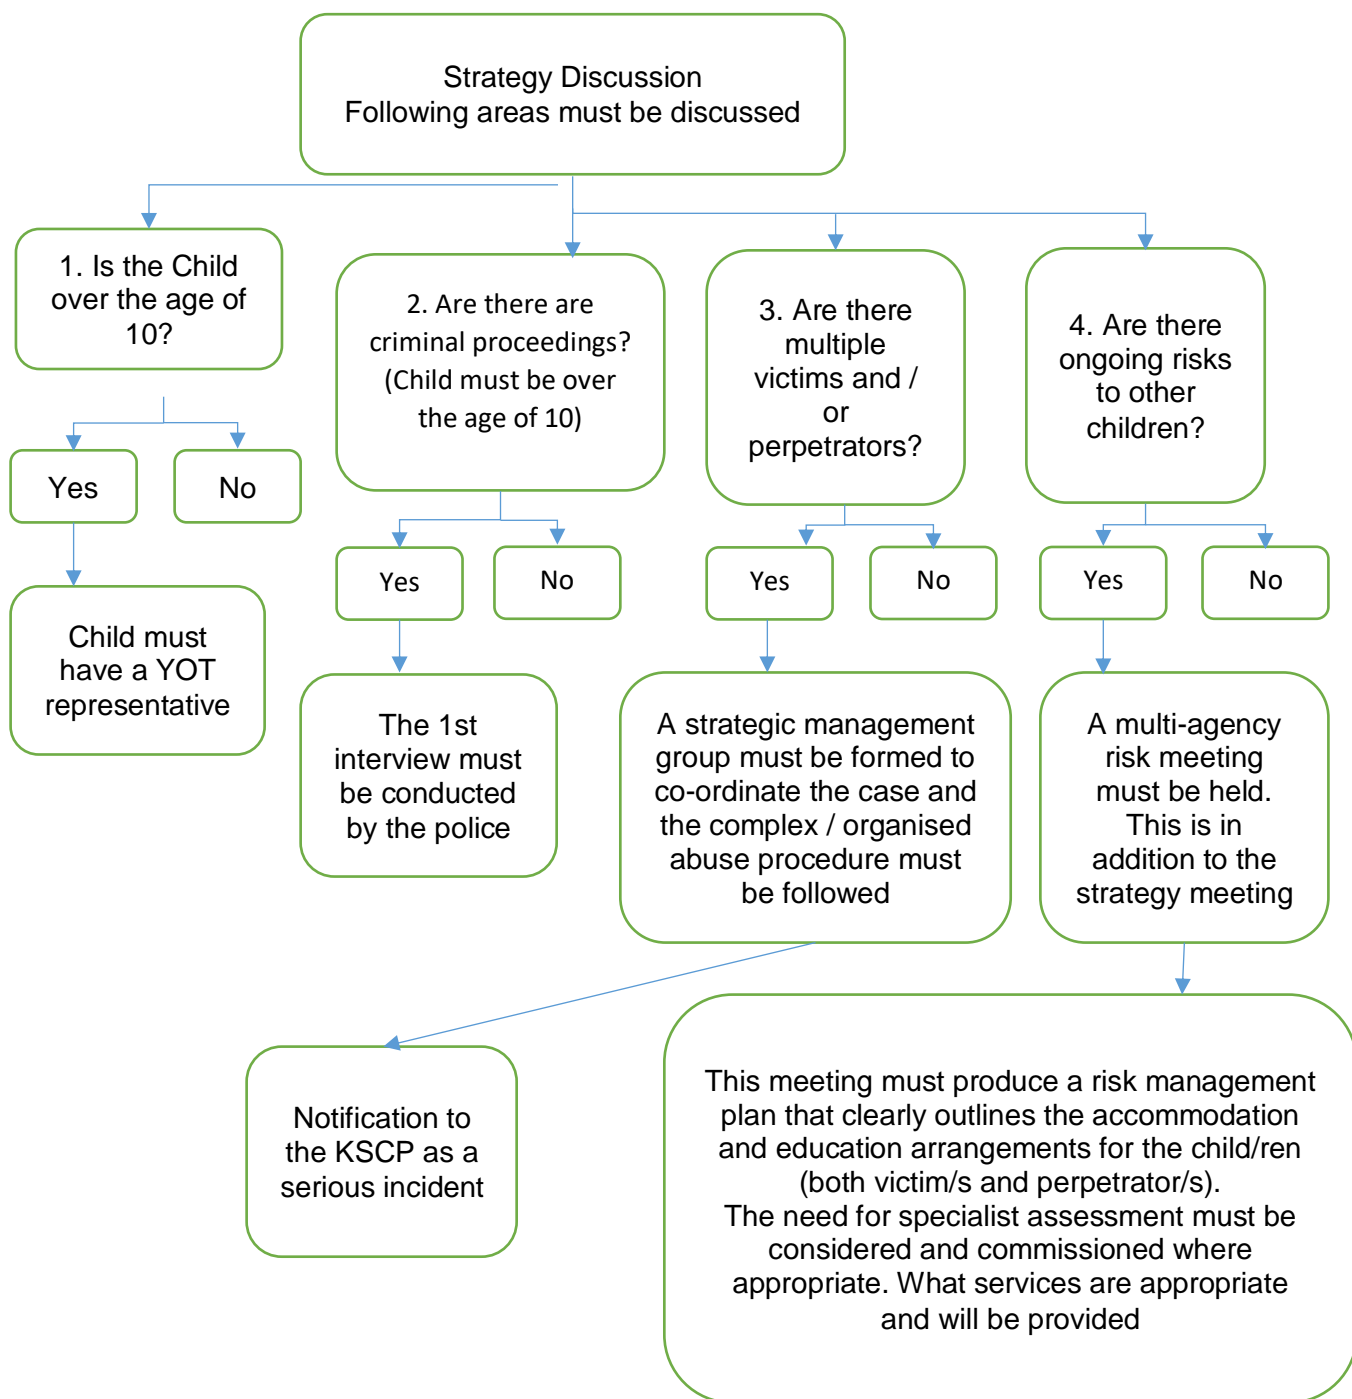 Strategy Discussion
Following areas must be discussed
1. Is the Child
over the age of
10?
Yes
No
Child must
have a YOT
representative
2. Are there are
criminal proceedings?
(Child must be over
the age of 10)
Yes
No
The 1st
interview must
be conducted
by the police
3. Are there
multiple
victims and /
or
perpetrators?
Yes
No
A strategic management
group must be formed to
co-ordinate the case and
the complex / organised
abuse procedure must
be followed
Notification to
the KSCP as a
serious incident
4. Are there
ongoing risks
to other
children?
Yes
No
A multi-agency
risk meeting
must be held.
This is in
addition to the
strategy meeting
This meeting must produce a risk management
plan that clearly outlines the accommodation
and education arrangements for the child/ren
(both victim/s and perpetrator/s).
The need for specialist assessment must be
considered and commissioned where
appropriate. What services are appropriate
and will be provided